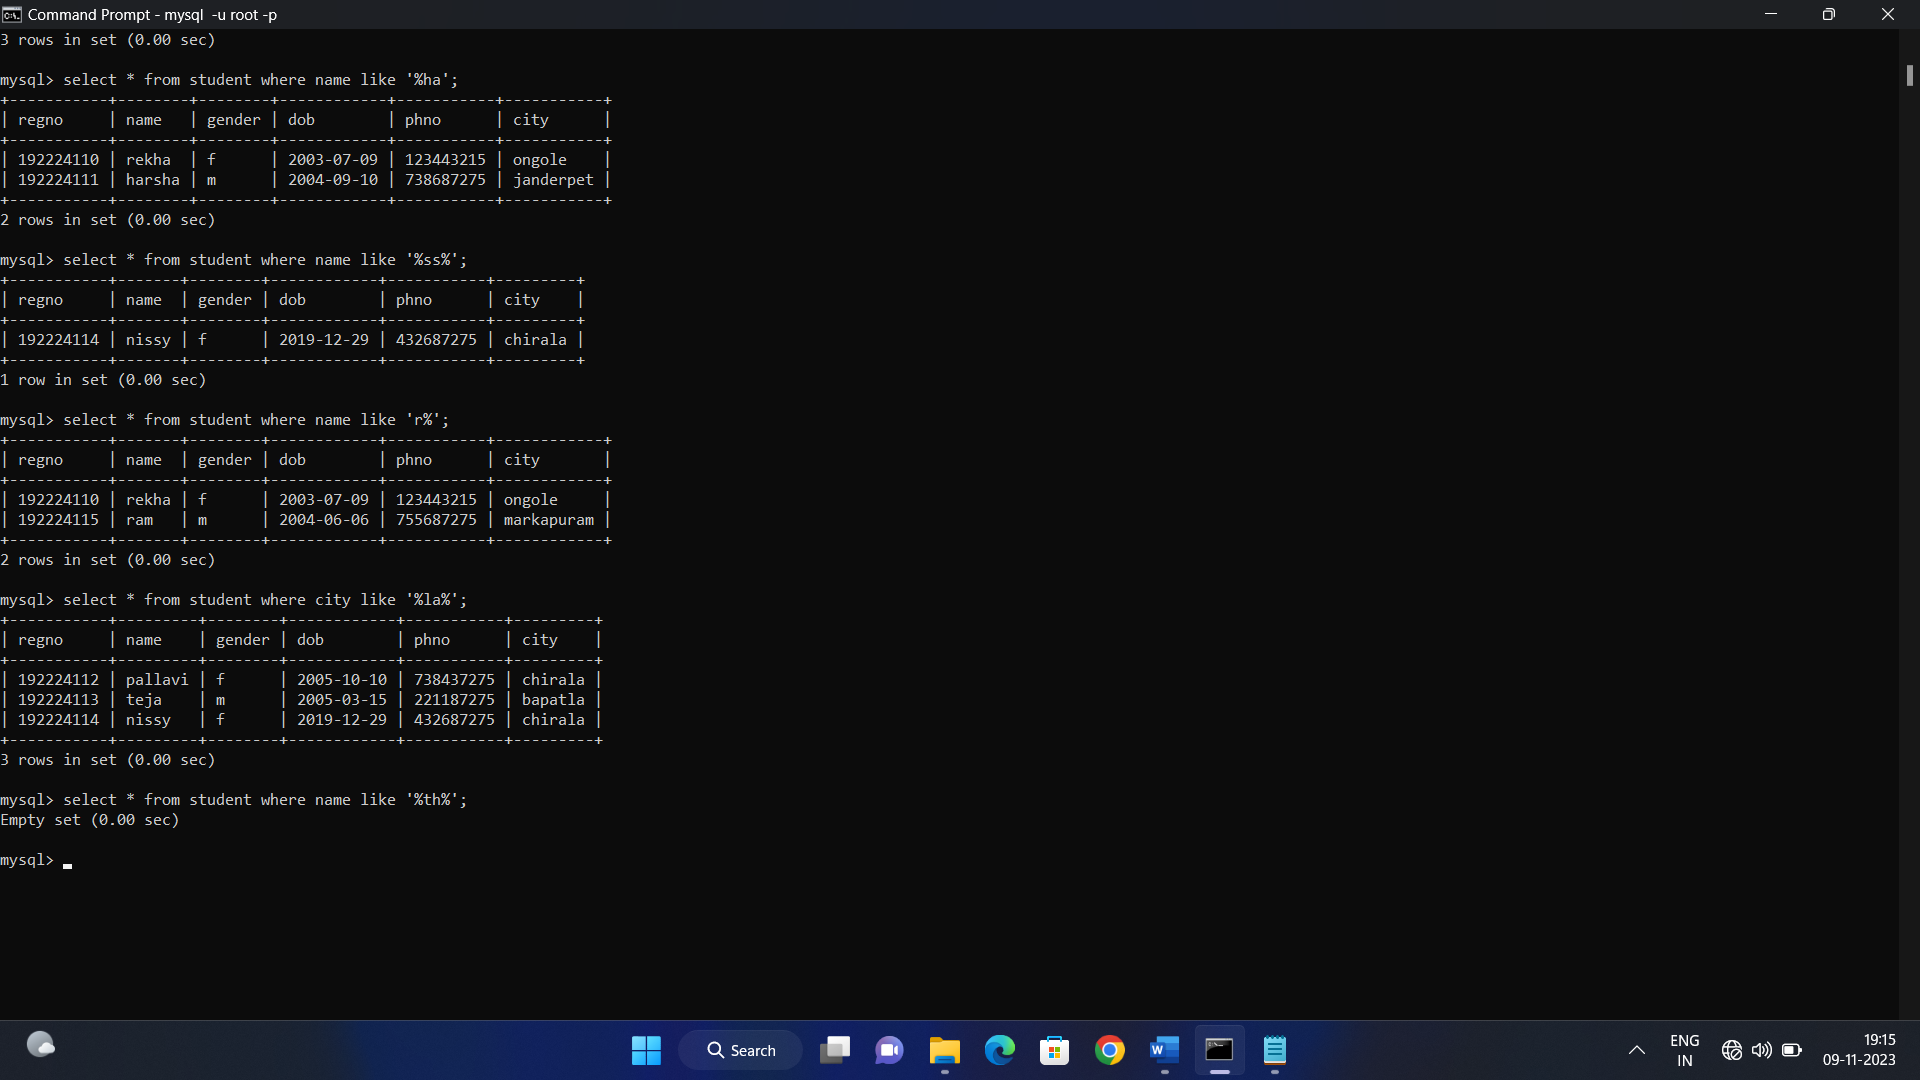 Command Prompt - mysql  -u root -p
3 rows in set (0.00 sec)

mysql> select * from student where name like '%ha';
+-----------+--------+--------+------------+-----------+-----------+
| regno     | name   | gender | dob        | phno      | city      |
+-----------+--------+--------+------------+-----------+-----------+
| 192224110 | rekha  | f      | 2003-07-09 | 123443215 | ongole    |
| 192224111 | harsha | m      | 2004-09-10 | 738687275 | janderpet |
+-----------+--------+--------+------------+-----------+-----------+
2 rows in set (0.00 sec)

mysql> select * from student where name like '%ss%';
+-----------+-------+--------+------------+-----------+---------+
| regno     | name  | gender | dob        | phno      | city    |
+-----------+-------+--------+------------+-----------+---------+
| 192224114 | nissy | f      | 2019-12-29 | 432687275 | chirala |
+-----------+-------+--------+------------+-----------+---------+
1 row in set (0.00 sec)

mysql> select * from student where name like 'r%';
+-----------+-------+--------+------------+-----------+------------+
| regno     | name  | gender | dob        | phno      | city       |
+-----------+-------+--------+------------+-----------+------------+
| 192224110 | rekha | f      | 2003-07-09 | 123443215 | ongole     |
| 192224115 | ram   | m      | 2004-06-06 | 755687275 | markapuram |
+-----------+-------+--------+------------+-----------+------------+
2 rows in set (0.00 sec)

mysql> select * from student where city like '%la%';
+-----------+---------+--------+------------+-----------+---------+
| regno     | name    | gender | dob        | phno      | city    |
+-----------+---------+--------+------------+-----------+---------+
| 192224112 | pallavi | f      | 2005-10-10 | 738437275 | chirala |
| 192224113 | teja    | m      | 2005-03-15 | 221187275 | bapatla |
| 192224114 | nissy   | f      | 2019-12-29 | 432687275 | chirala |
+-----------+---------+--------+------------+-----------+---------+
3 rows in set (0.00 sec)

mysql> select * from student where name like '%th%';
Empty set (0.00 sec)

mysql>
Search
ENG
IN
19:15
09-11-2023